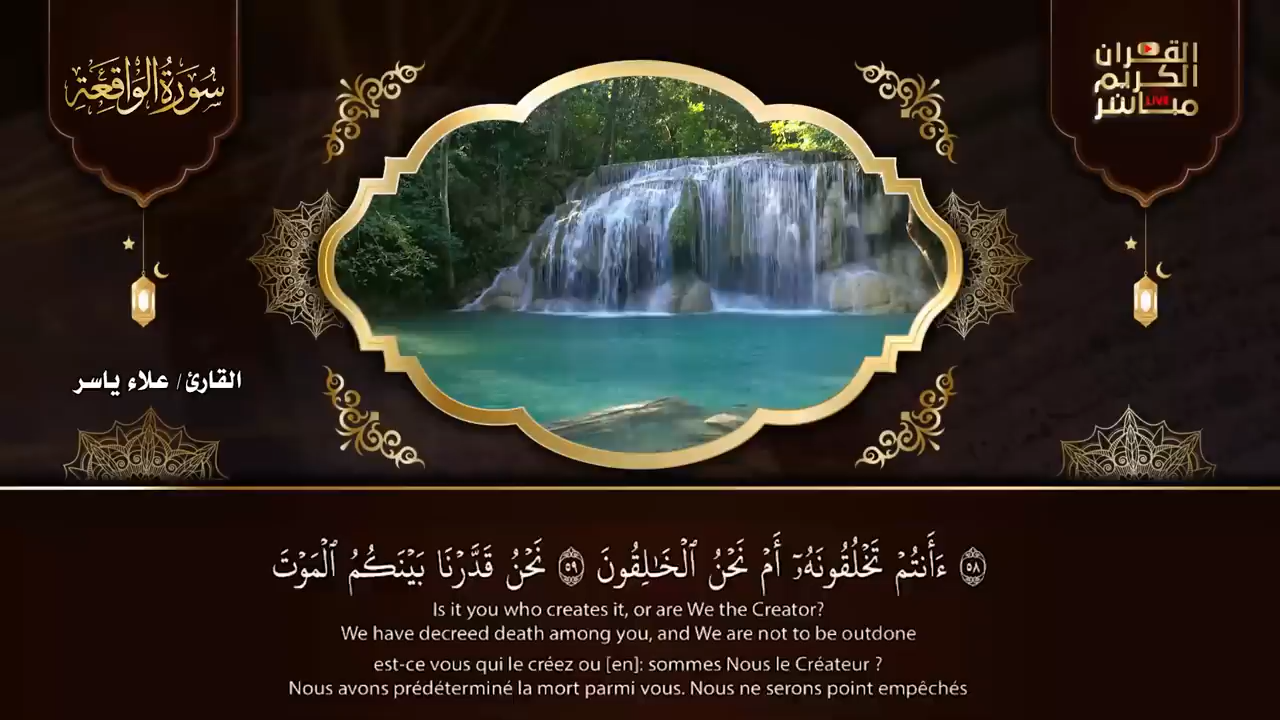 سُورَةُ الوَاقِعَة
القرآن
الكريم
مباشر
LIVE
القارئ/ علاء ياسر
۝٥٨ ءَأَنتُمْ تَخْلُقُونَهُۥٓ أَمْ نَحْنُ ٱلْخَـٰلِقُونَ ۝٥٩ نَحْنُ قَدَّرْنَا بَيْنَكُمُ ٱلْمَوْتَ
Is it you who creates it, or are We the Creator?
We have decreed death among you, and We are not to be outdone
est-ce vous qui le créez ou [en]: sommes Nous le Créateur ?
Nous avons prédéterminé la mort parmi vous. Nous ne serons point empêchés